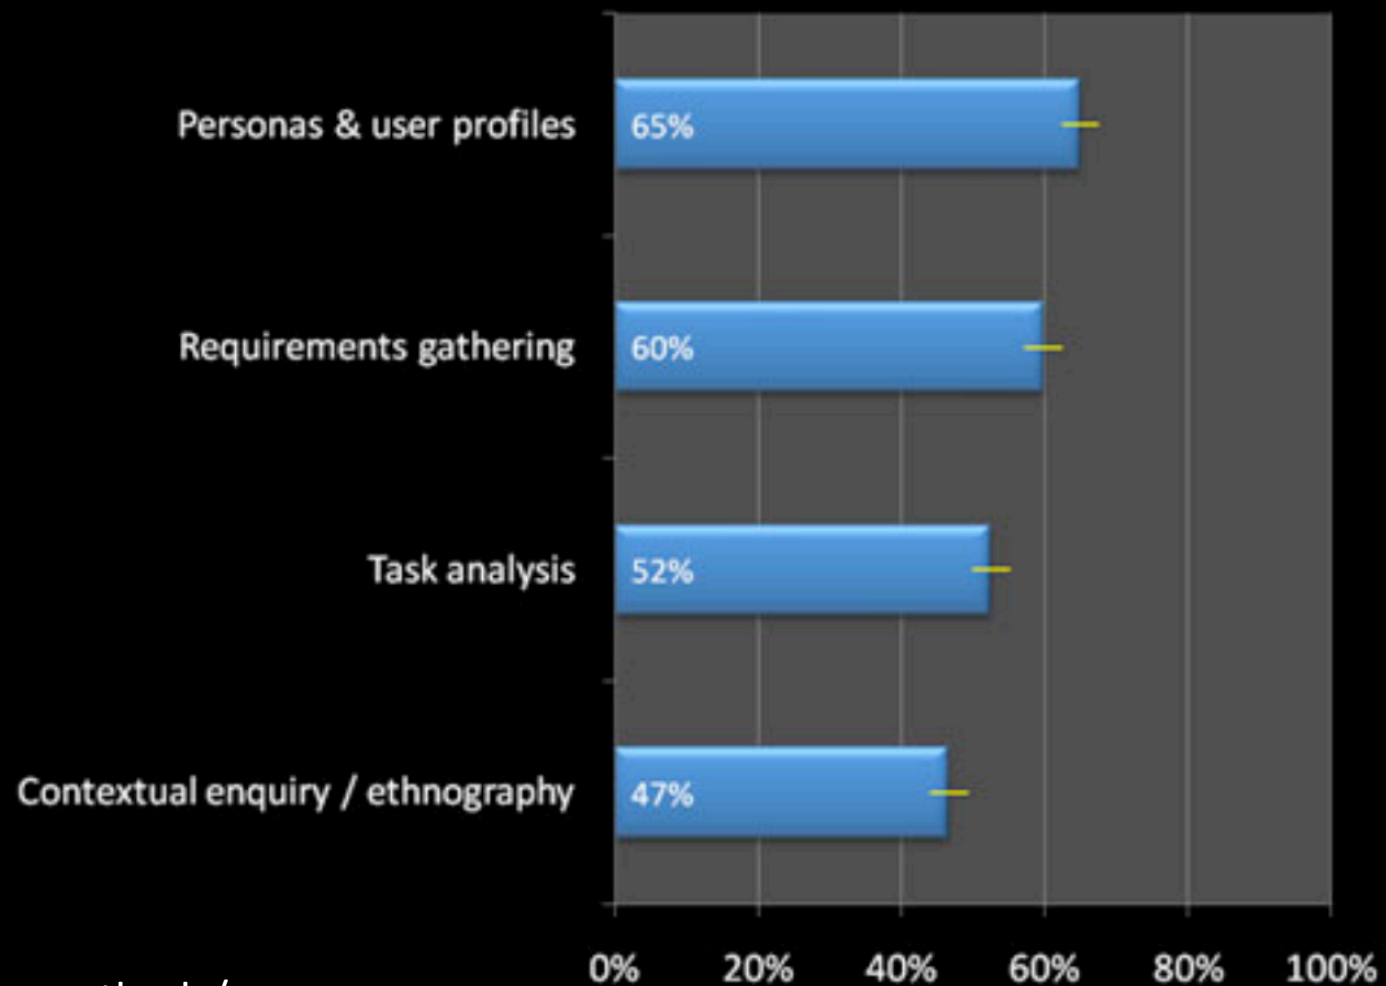 Personas & user profiles 65%
Requirements gathering 60%
Task analysis 52%
Contextual enquiry / ethnography 47%
0% 20% 40% 60% 80% 100%